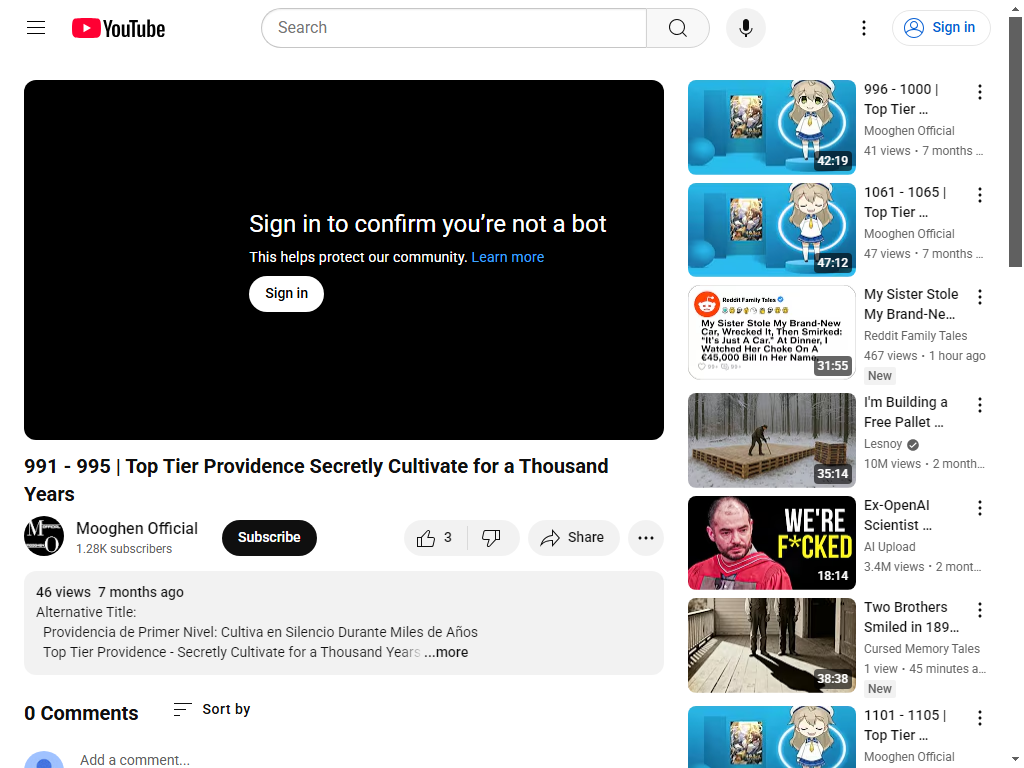 YouTube
Search
Sign in
Sign in to confirm you’re not a bot
This helps protect our community. Learn more
Sign in
991 - 995 | Top Tier Providence Secretly Cultivate for a Thousand
Years
Mooghen Official
1.28K subscribers
Subscribe
3
Share
46 views 7 months ago
Alternative Title:
Providencia de Primer Nivel: Cultiva en Silencio Durante Miles de Años
Top Tier Providence - Secretly Cultivate for a Thousand Years ...more
0 Comments
Sort by
Add a comment...
42:19
996 - 1000 |
Top Tier ...
Mooghen Official
41 views • 7 months ...
47:12
1061 - 1065 |
Top Tier ...
Mooghen Official
47 views • 7 months ...
Reddit Family Tales
My Sister Stole My Brand-New
Car, Wrecked It, Then Smirked:
"It's Just A Car." At Dinner, I
Watched Her Choke On A
€45,000 Bill In Her Name.
99+ 99+
31:55
My Sister Stole
My Brand-Ne...
Reddit Family Tales
467 views • 1 hour ago
New
35:14
I'm Building a
Free Pallet ...
Lesnoy
10M views • 2 month...
WE'RE
F*CKED
18:14
Ex-OpenAI
Scientist ...
AI Upload
3.4M views • 2 mont...
38:38
Two Brothers
Smiled in 189...
Cursed Memory Tales
1 view • 45 minutes a...
New
1101 - 1105 |
Top Tier ...
Mooghen Official